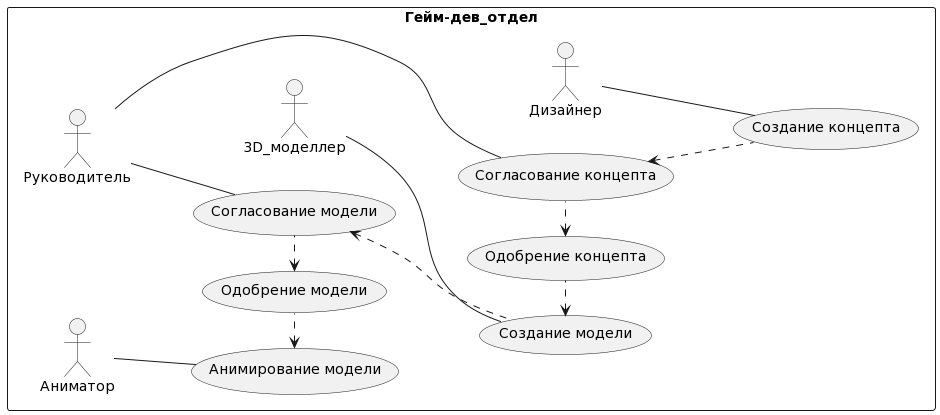 Гейм-дев_отдел
Дизайнер
Создание концепта
3D_моделлер
Руководитель
Согласование концепта
Согласование модели
Одобрение концепта
Одобрение модели
Создание модели
Анимирование модели
Аниматор